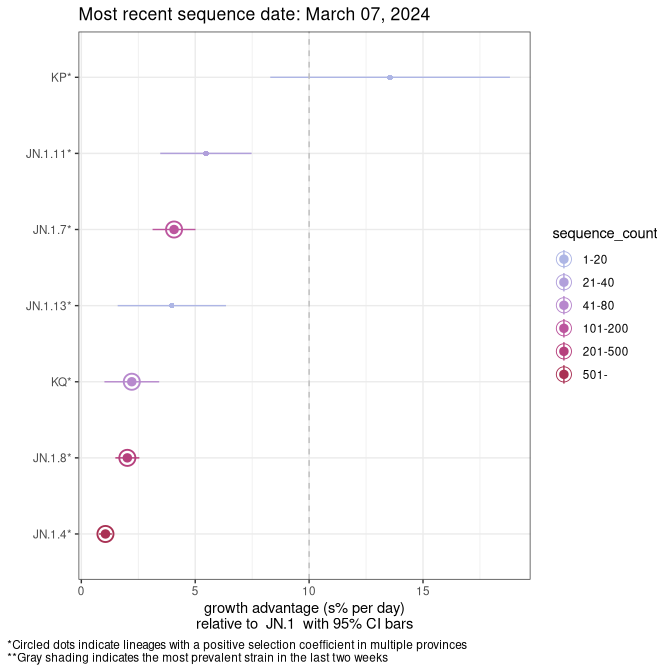 Most recent sequence date: March 07, 2024
KP*
JN.1.11*
JN.1.7*
JN.1.13*
KQ*
JN.1.8*
JN.1.4*
0 5 10 15
growth advantage (s% per day)
relative to JN.1 with 95% CI bars
sequence_count
1-20
21-40
41-80
101-200
201-500
501-
*Circled dots indicate lineages with a positive selection coefficient in multiple provinces
**Gray shading indicates the most prevalent strain in the last two weeks